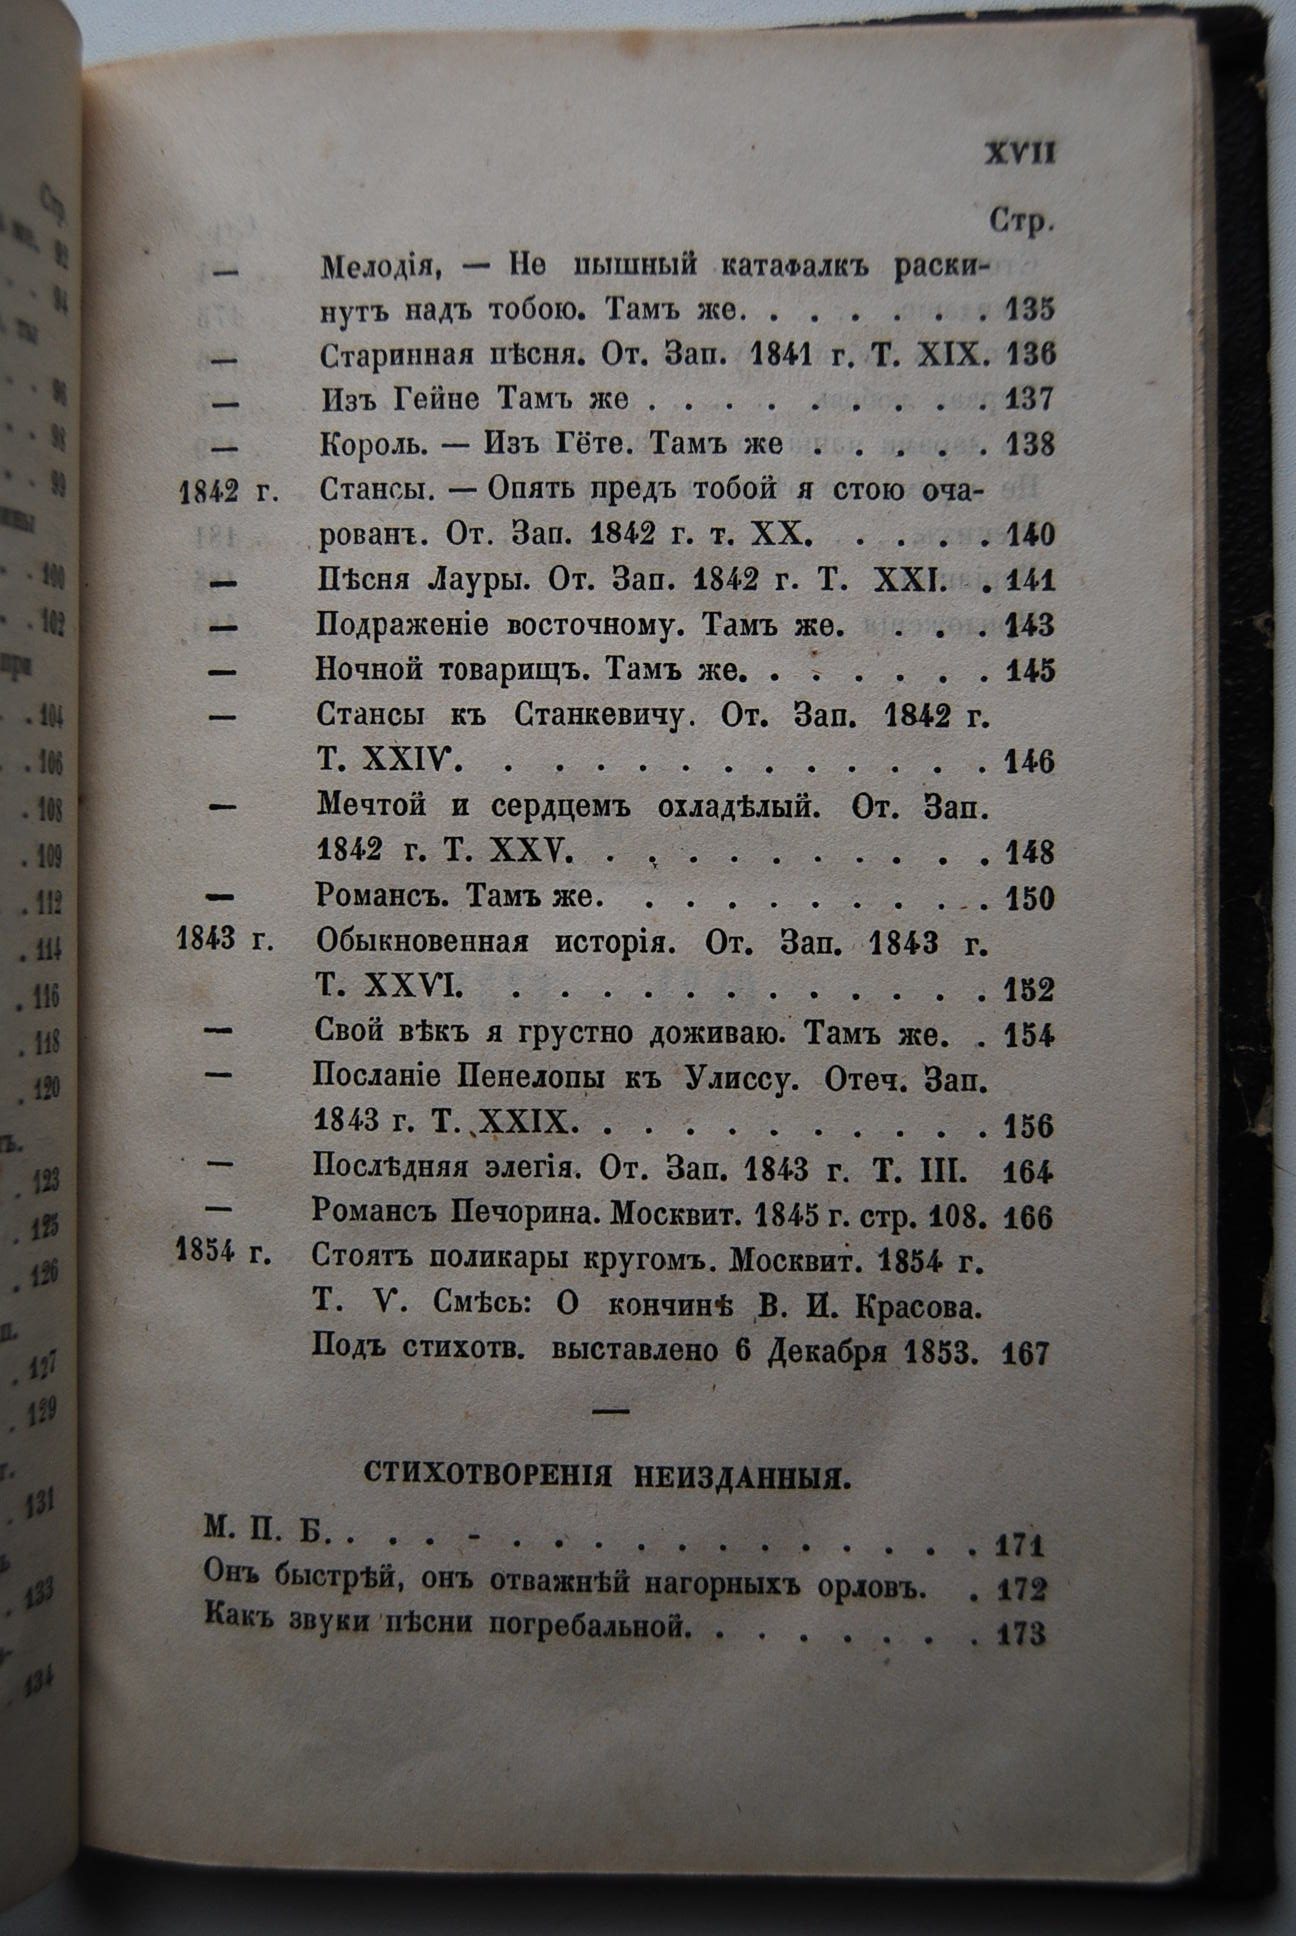 XVII
Стр.
— Мелодія, — Не пышный катафалкъ раски-
нутъ надъ тобою. Тамъ же. . . . . . . 135
— Старинная пѣсня. От. Зап. 1841 г. Т. XIX. 136
— Изъ Гейне Тамъ же . . . . . . . . 137
— Король. — Изъ Гёте. Тамъ же . . . . . 138
1842 г. Стансы. — Опять предъ тобой я стою оча-
рованъ. От. Зап. 1842 г. т. XX. . . . . 140
— Пѣсня Лауры. От. Зап. 1842 г. Т. XXI. . 141
— Подраженіе восточному. Тамъ же. . . . 143
— Ночной товарищъ. Тамъ же. . . . . . . 145
— Стансы къ Станкевичу. От. Зап. 1842 г.
Т. XXIV. . . . . . . . . . . . . 146
— Мечтой и сердцемъ охладѣлый. От. Зап.
1842 г. Т. XXV. . . . . . . . . . . 148
— Романсъ. Тамъ же. . . . . . . . . . 150
1843 г. Обыкновенная исторія. От. Зап. 1843 г.
Т. XXVI. . . . . . . . . . . . . 152
— Свой вѣкъ я грустно доживаю. Тамъ же. . 154
— Посланіе Пенелопы къ Улиссу. Отеч. Зап.
1843 г. Т. XXIX. . . . . . . . . . . 156
— Послѣдняя элегія. От. Зап. 1843 г. Т. III. 164
— Романсъ Печорина. Москвит. 1845 г. стр. 108. 166
1854 г. Стоятъ поликары кругомъ. Москвит. 1854 г.
Т. V. Смѣсь: О кончинѣ В. И. Красова.
Подъ стихотв. выставлено 6 Декабря 1853. 167
—
СТИХОТВОРЕНІЯ НЕИЗДАННЫЯ.
М. П. Б. . . . - . . . . . . . . . . . . 171
Онъ быстрѣй, онъ отважнѣй нагорныхъ орловъ. . 172
Какъ звуки пѣсни погребальной. . . . . . . . 173